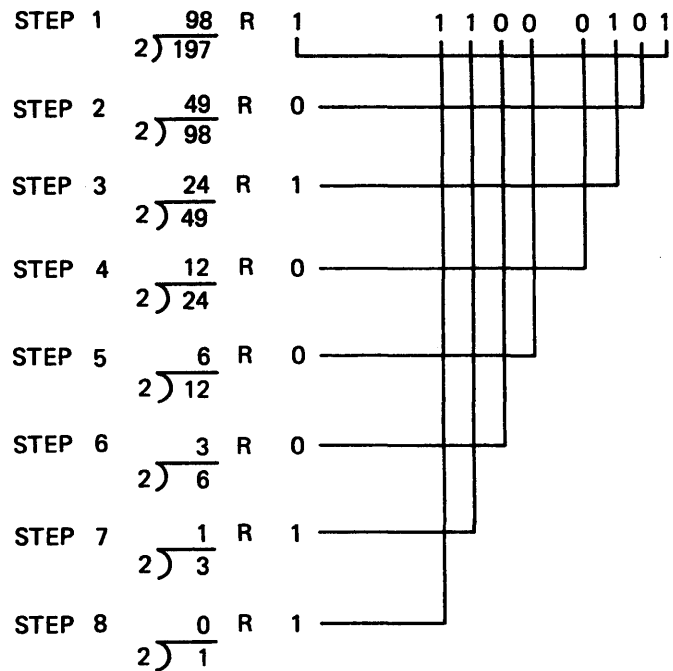 STEP 1 98 R 1 1 1 0 0 0 1 0 1
2) 197
STEP 2 49 R 0
2) 98
STEP 3 24 R 1
2) 49
STEP 4 12 R 0
2) 24
STEP 5 6 R 0
2) 12
STEP 6 3 R 0
2) 6
STEP 7 1 R 1
2) 3
STEP 8 0 R 1
2) 1